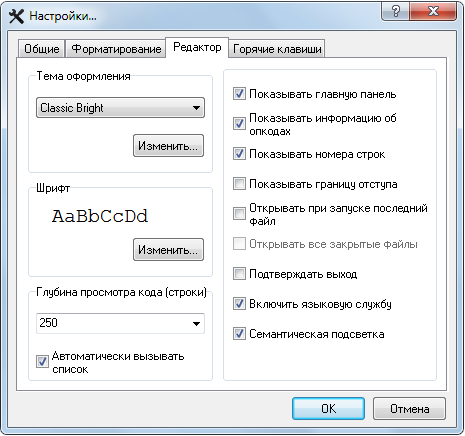 Настройки...
Общие
Форматирование
Редактор
Горячие клавиши
Тема оформления
Classic Bright
Изменить...
Шрифт
AaBbCcDd
Изменить...
Глубина просмотра кода (строки)
250
Автоматически вызывать
список
Показывать главную панель
Показывать информацию об
опкодах
Показывать номера строк
Показывать границу отступа
Открывать при запуске последний
файл
Открывать все закрытые файлы
Подтверждать выход
Включить языковую службу
Семантическая подсветка
OK
Отмена